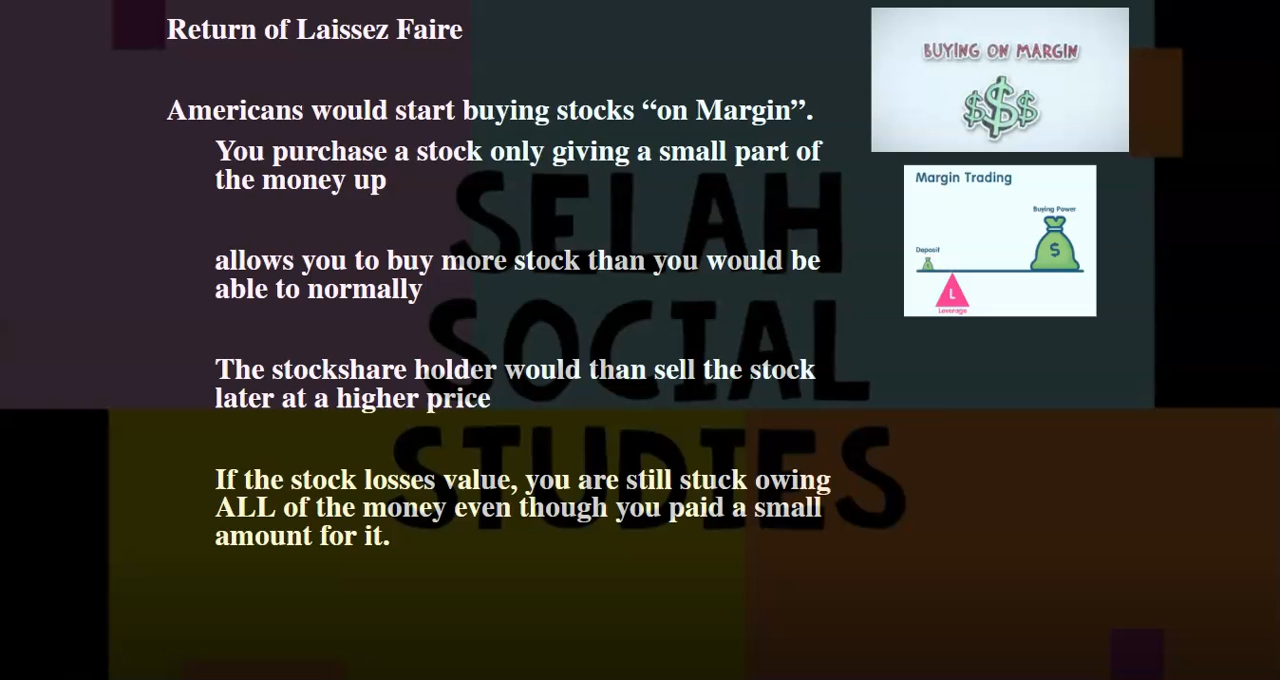 Return of Laissez Faire
Americans would start buying stocks “on Margin”.
You purchase a stock only giving a small part of
the money up
allows you to buy more stock than you would be
able to normally
The stockshare holder would than sell the stock
later at a higher price
If the stock losses value, you are still stuck owing
ALL of the money even though you paid a small
amount for it.
BUYING ON MARGIN
$$$
Margin Trading
Buying Power
Deposit
$
L
Leverage
SELAH
SOCIAL
STUDIES